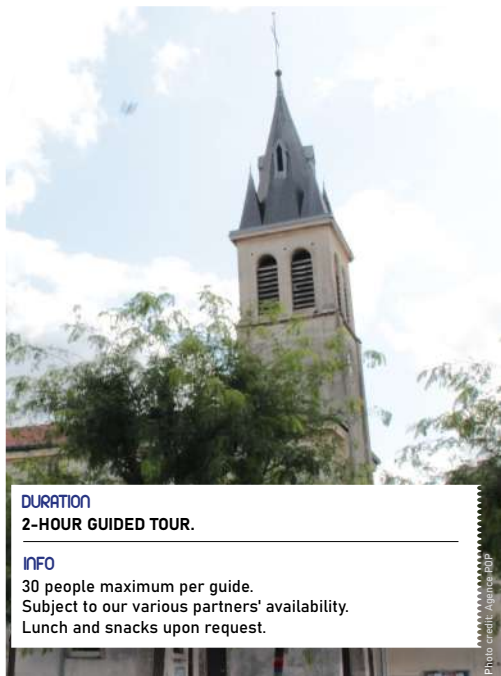 DURATION
2-HOUR GUIDED TOUR.
INFO
30 people maximum per guide.
Subject to our various partners' availability.
Lunch and snacks upon request.
Photo credit: Agence POP